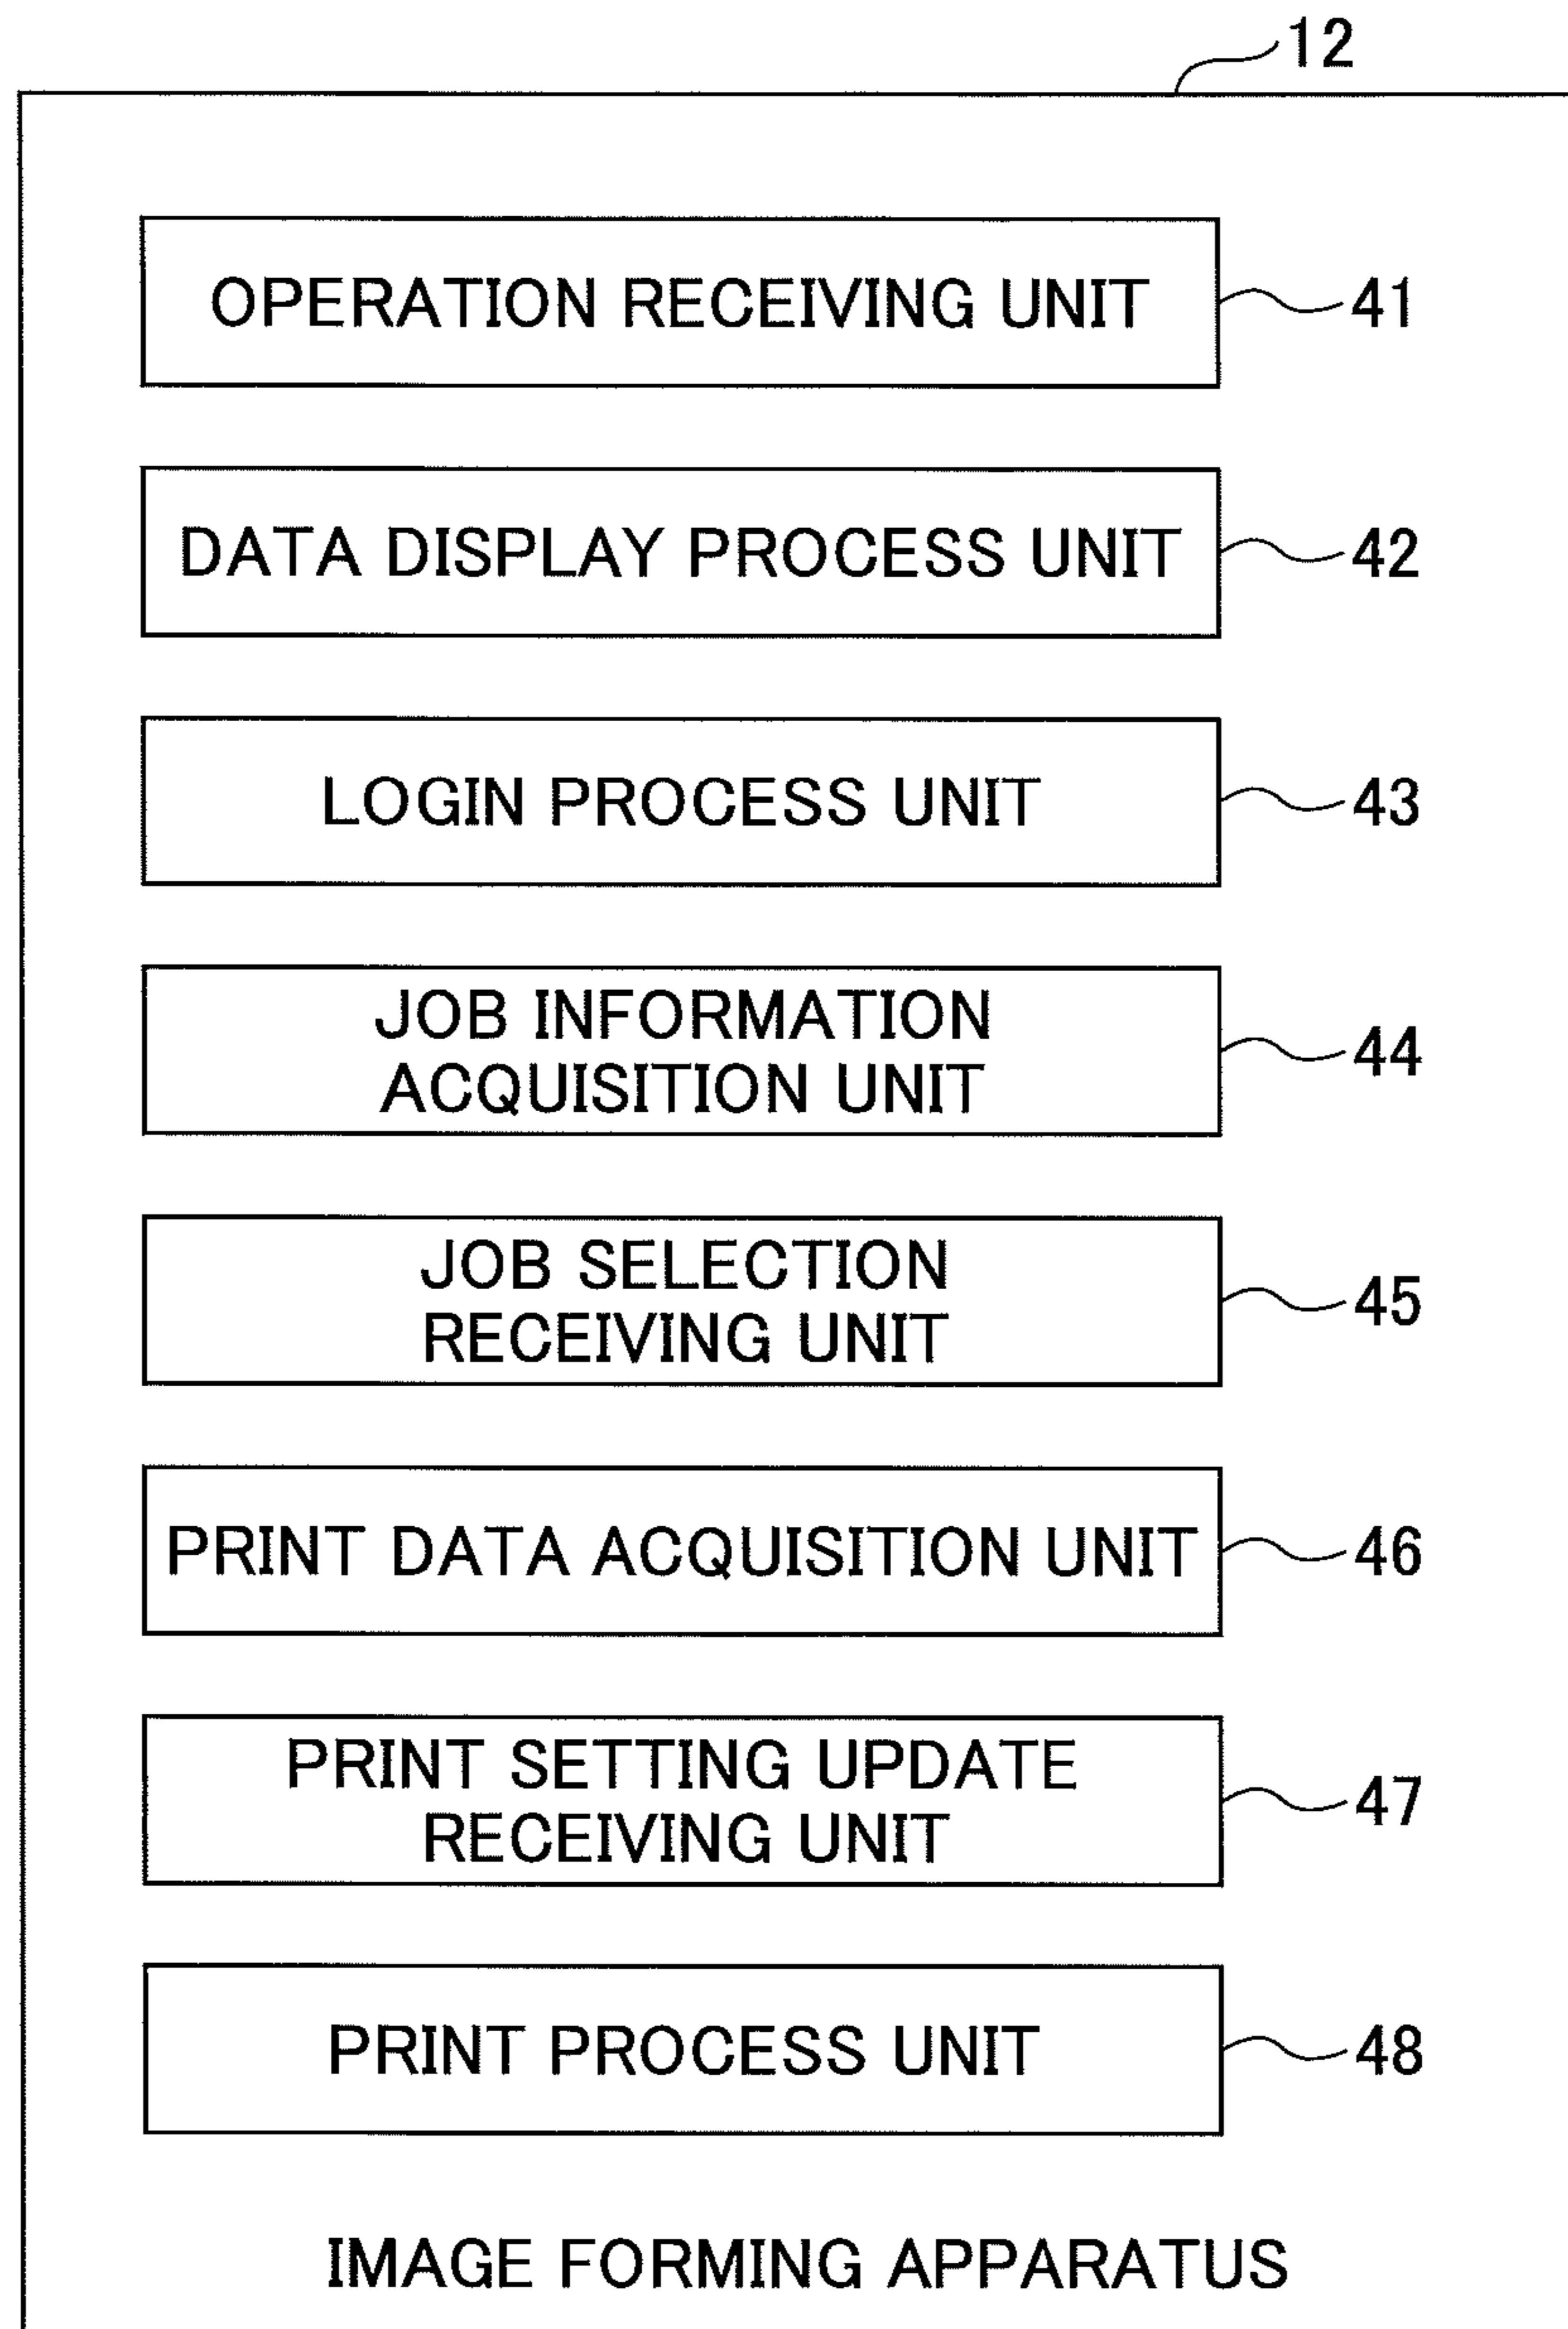 12
OPERATION RECEIVING UNIT 41
DATA DISPLAY PROCESS UNIT 42
LOGIN PROCESS UNIT 43
JOB INFORMATION
ACQUISITION UNIT 44
JOB SELECTION
RECEIVING UNIT 45
PRINT DATA ACQUISITION UNIT 46
PRINT SETTING UPDATE
RECEIVING UNIT 47
PRINT PROCESS UNIT 48
IMAGE FORMING APPARATUS